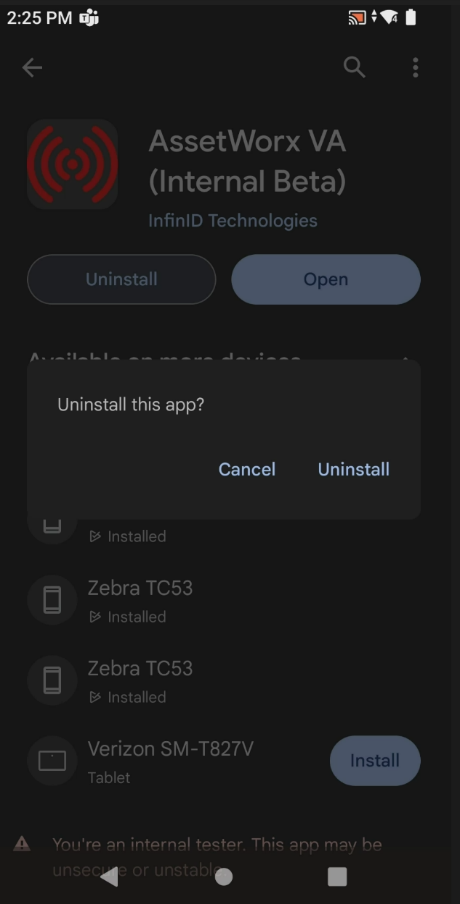 2:25 PM
AssetWorx VA
(Internal Beta)
InfinID Technologies
Uninstall
Open
Available on more devices
Uninstall this app?
Cancel
Uninstall
Installed
Zebra TC53
Installed
Zebra TC53
Installed
Verizon SM-T827V
Tablet
Install
You're an internal tester. This app may be
unsecure or unstable